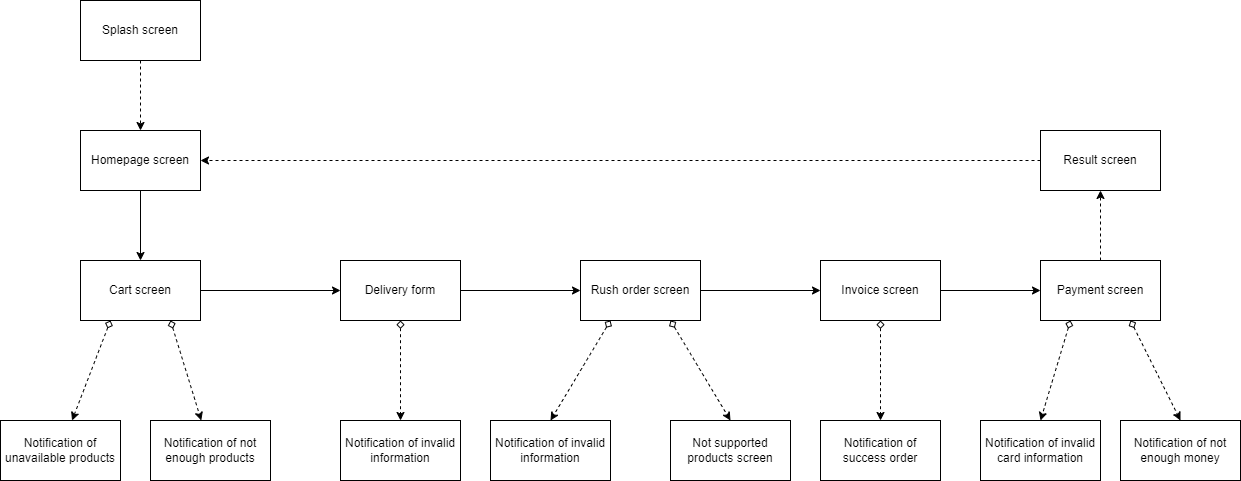 Splash screen
Homepage screen
Result screen
Cart screen
Delivery form
Rush order screen
Invoice screen
Payment screen
Notification of
unavailable products
Notification of not
enough products
Notification of invalid
information
Notification of invalid
information
Not supported
products screen
Notification of
success order
Notification of invalid
card information
Notification of not
enough money